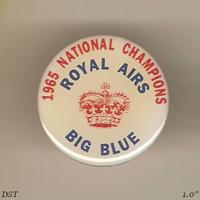 1965 NATIONAL CHAMPIONS
ROYAL AIRS
BIG BLUE
DST
1.0"